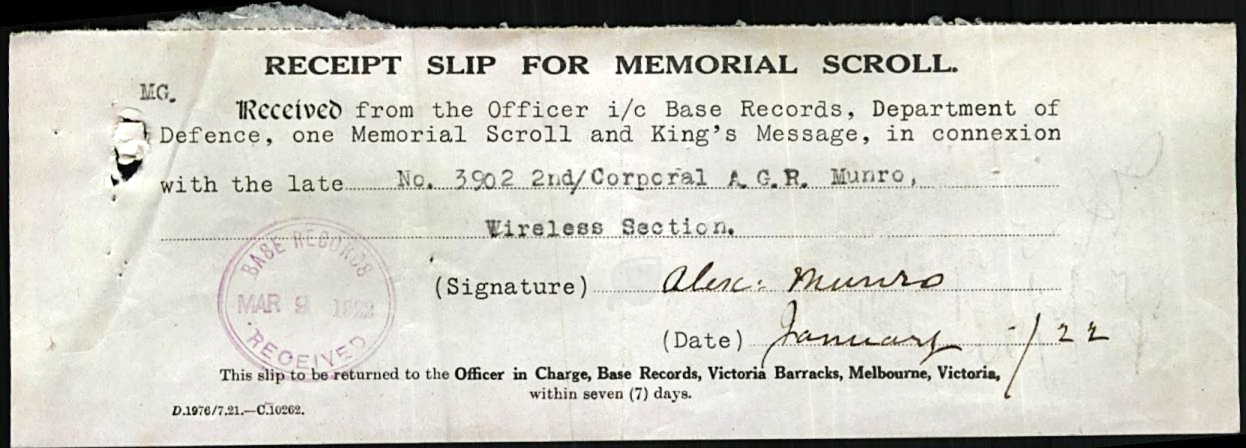 RECEIPT SLIP FOR MEMORIAL SCROLL.
MG.
Received from the Officer i/c Base Records, Department of
Defence, one Memorial Scroll and King's Message, in connexion
with the late No. 3902 2nd/Corporal A.G.R. Munro,
Wireless Section.
(Signature) Alex: Munro
(Date) January /22
BASE RECORDS
MAR 9 1922
RECEIVED
This slip to be returned to the Officer in Charge, Base Records, Victoria Barracks, Melbourne, Victoria,
within seven (7) days.
D.1976/7.21.—C.10262.